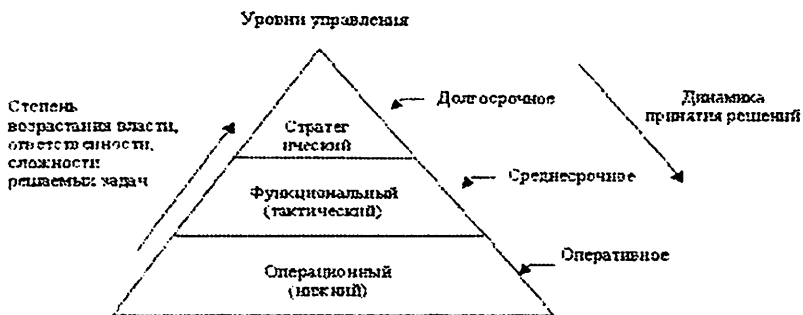 Уровни управления
Степень
возрастания власти,
ответственности,
сложности
решаемых задач
Стратег
ический
Функциональный
(тактический)
Операционный
(нижний)
Долгосрочное
Среднесрочное
Оперативное
Динамика
принятия решений